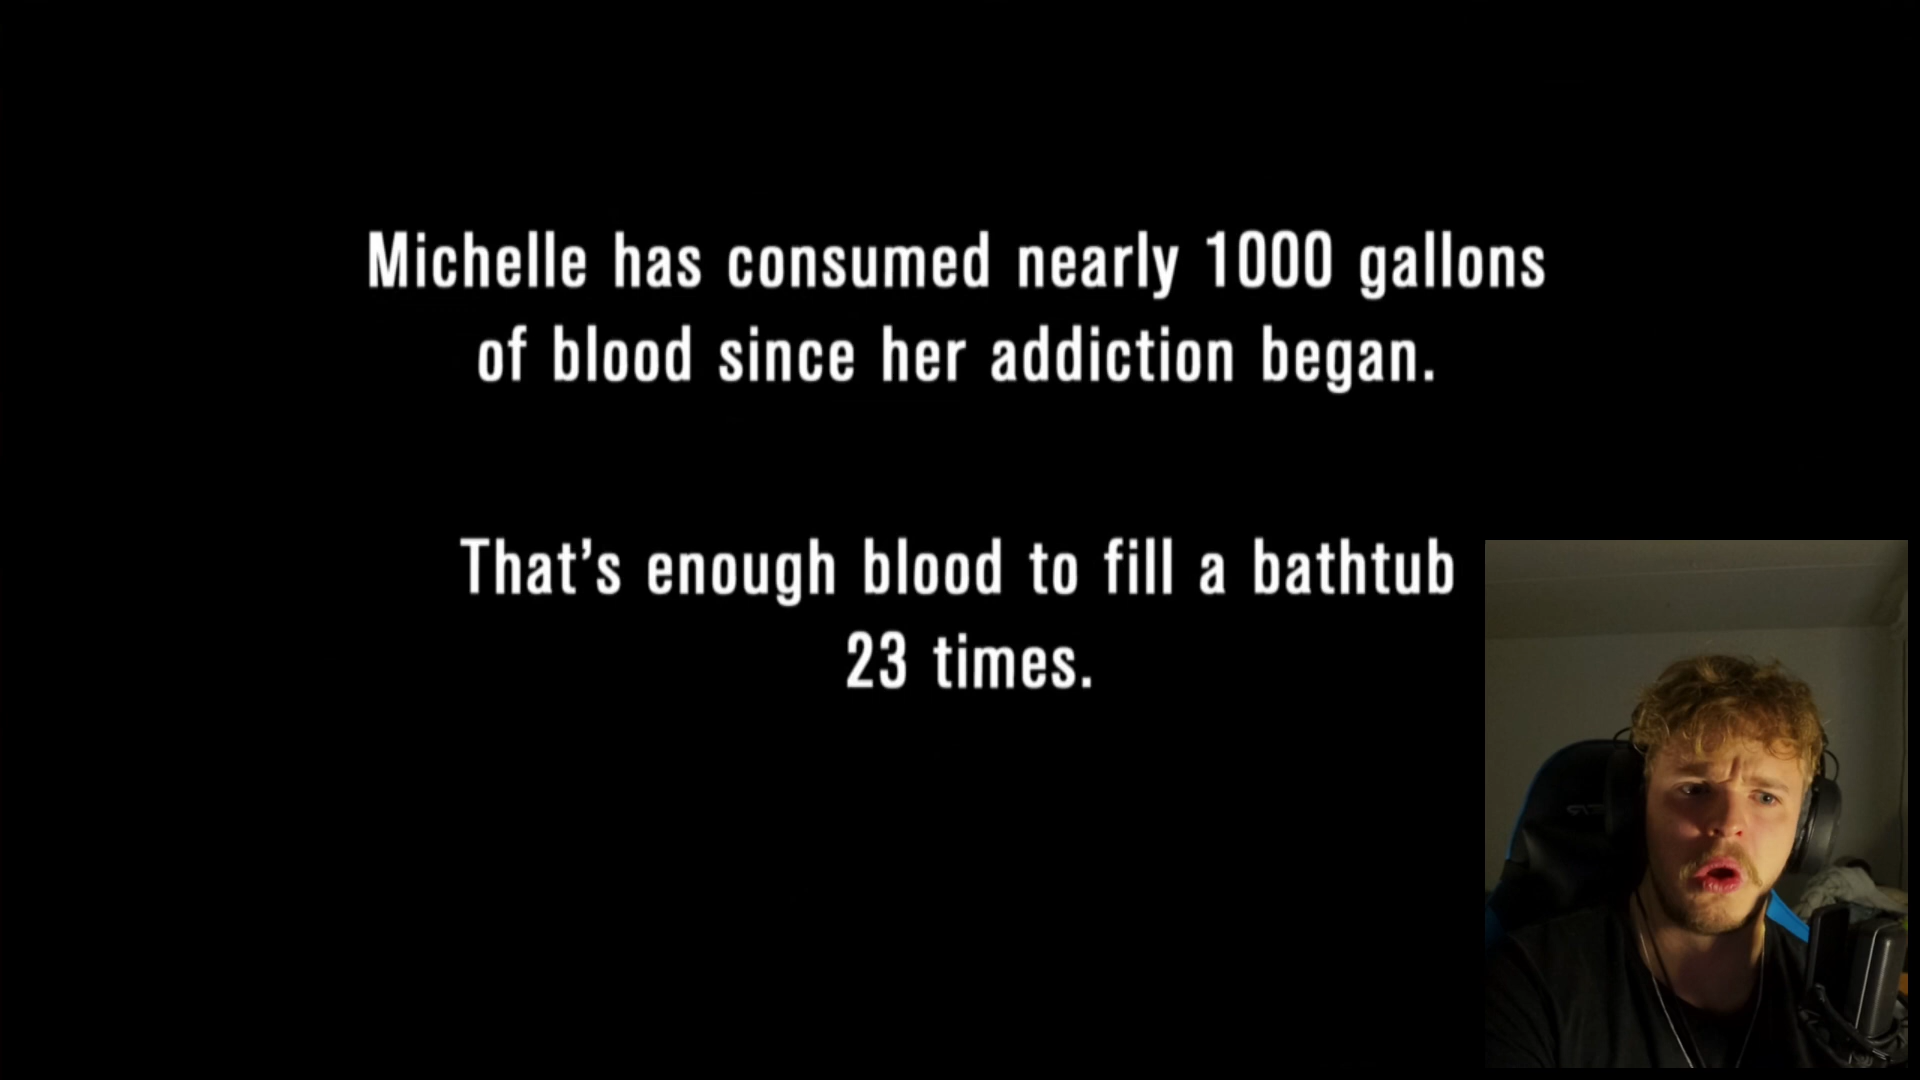 Michelle has consumed nearly 1000 gallons
of blood since her addiction began.
That’s enough blood to fill a bathtub
23 times.